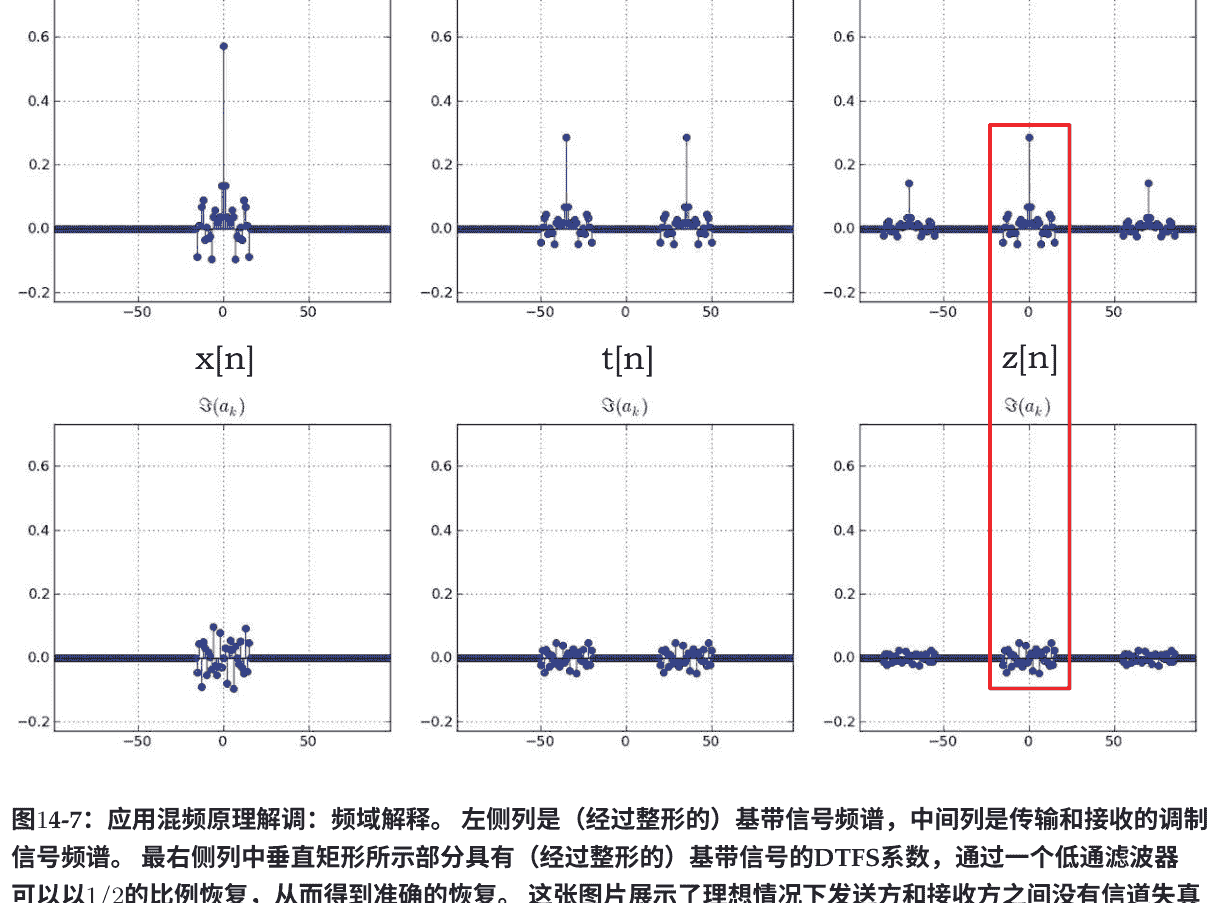 0.6 0.6 0.6
0.4 0.4 0.4
0.2 0.2 0.2
0.0 0.0 0.0
−0.2 −0.2 −0.2
−50 0 50 −50 0 50 −50 0 50
x[n] t[n] z[n]
ℑ(aₖ) ℑ(aₖ) ℑ(aₖ)
0.6 0.6 0.6
0.4 0.4 0.4
0.2 0.2 0.2
0.0 0.0 0.0
−0.2 −0.2 −0.2
−50 0 50 −50 0 50 −50 0 50
图14-7：应用混频原理解调：频域解释。 左侧列是（经过整形的）基带信号频谱，中间列是传输和接收的调制
信号频谱。 最右侧列中垂直矩形所示部分具有（经过整形的）基带信号的DTFS系数，通过一个低通滤波器
可以以1/2的比例恢复，从而得到准确的恢复。 这张图片展示了理想情况下发送方和接收方之间没有信道失真